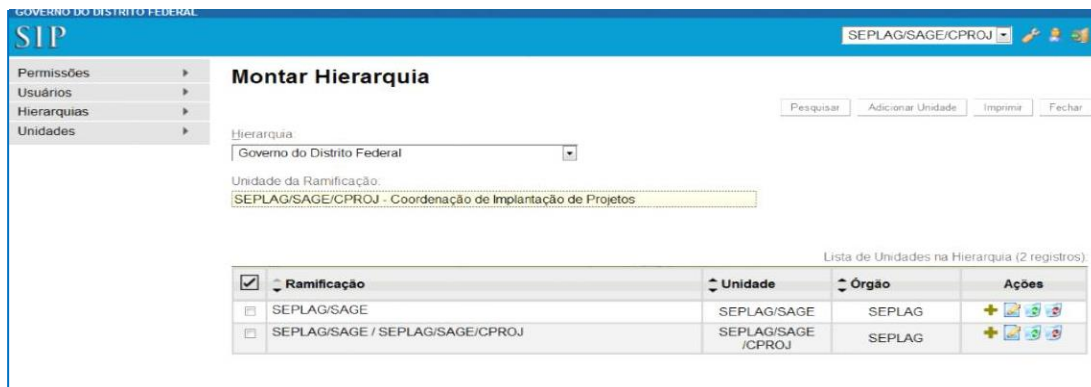 GOVERNO DO DISTRITO FEDERAL
SIP
SEPLAG/SAGE/CPROJ
Permissões
Usuários
Hierarquias
Unidades
Montar Hierarquia
Pesquisar Adicionar Unidade Imprimir Fechar
Hierarquia:
Governo do Distrito Federal
Unidade da Ramificação:
SEPLAG/SAGE/CPROJ - Coordenação de Implantação de Projetos
Lista de Unidades na Hierarquia (2 registros):
Ramificação Unidade Órgão Ações
SEPLAG/SAGE SEPLAG/SAGE SEPLAG
SEPLAG/SAGE / SEPLAG/SAGE/CPROJ SEPLAG/SAGE /CPROJ SEPLAG